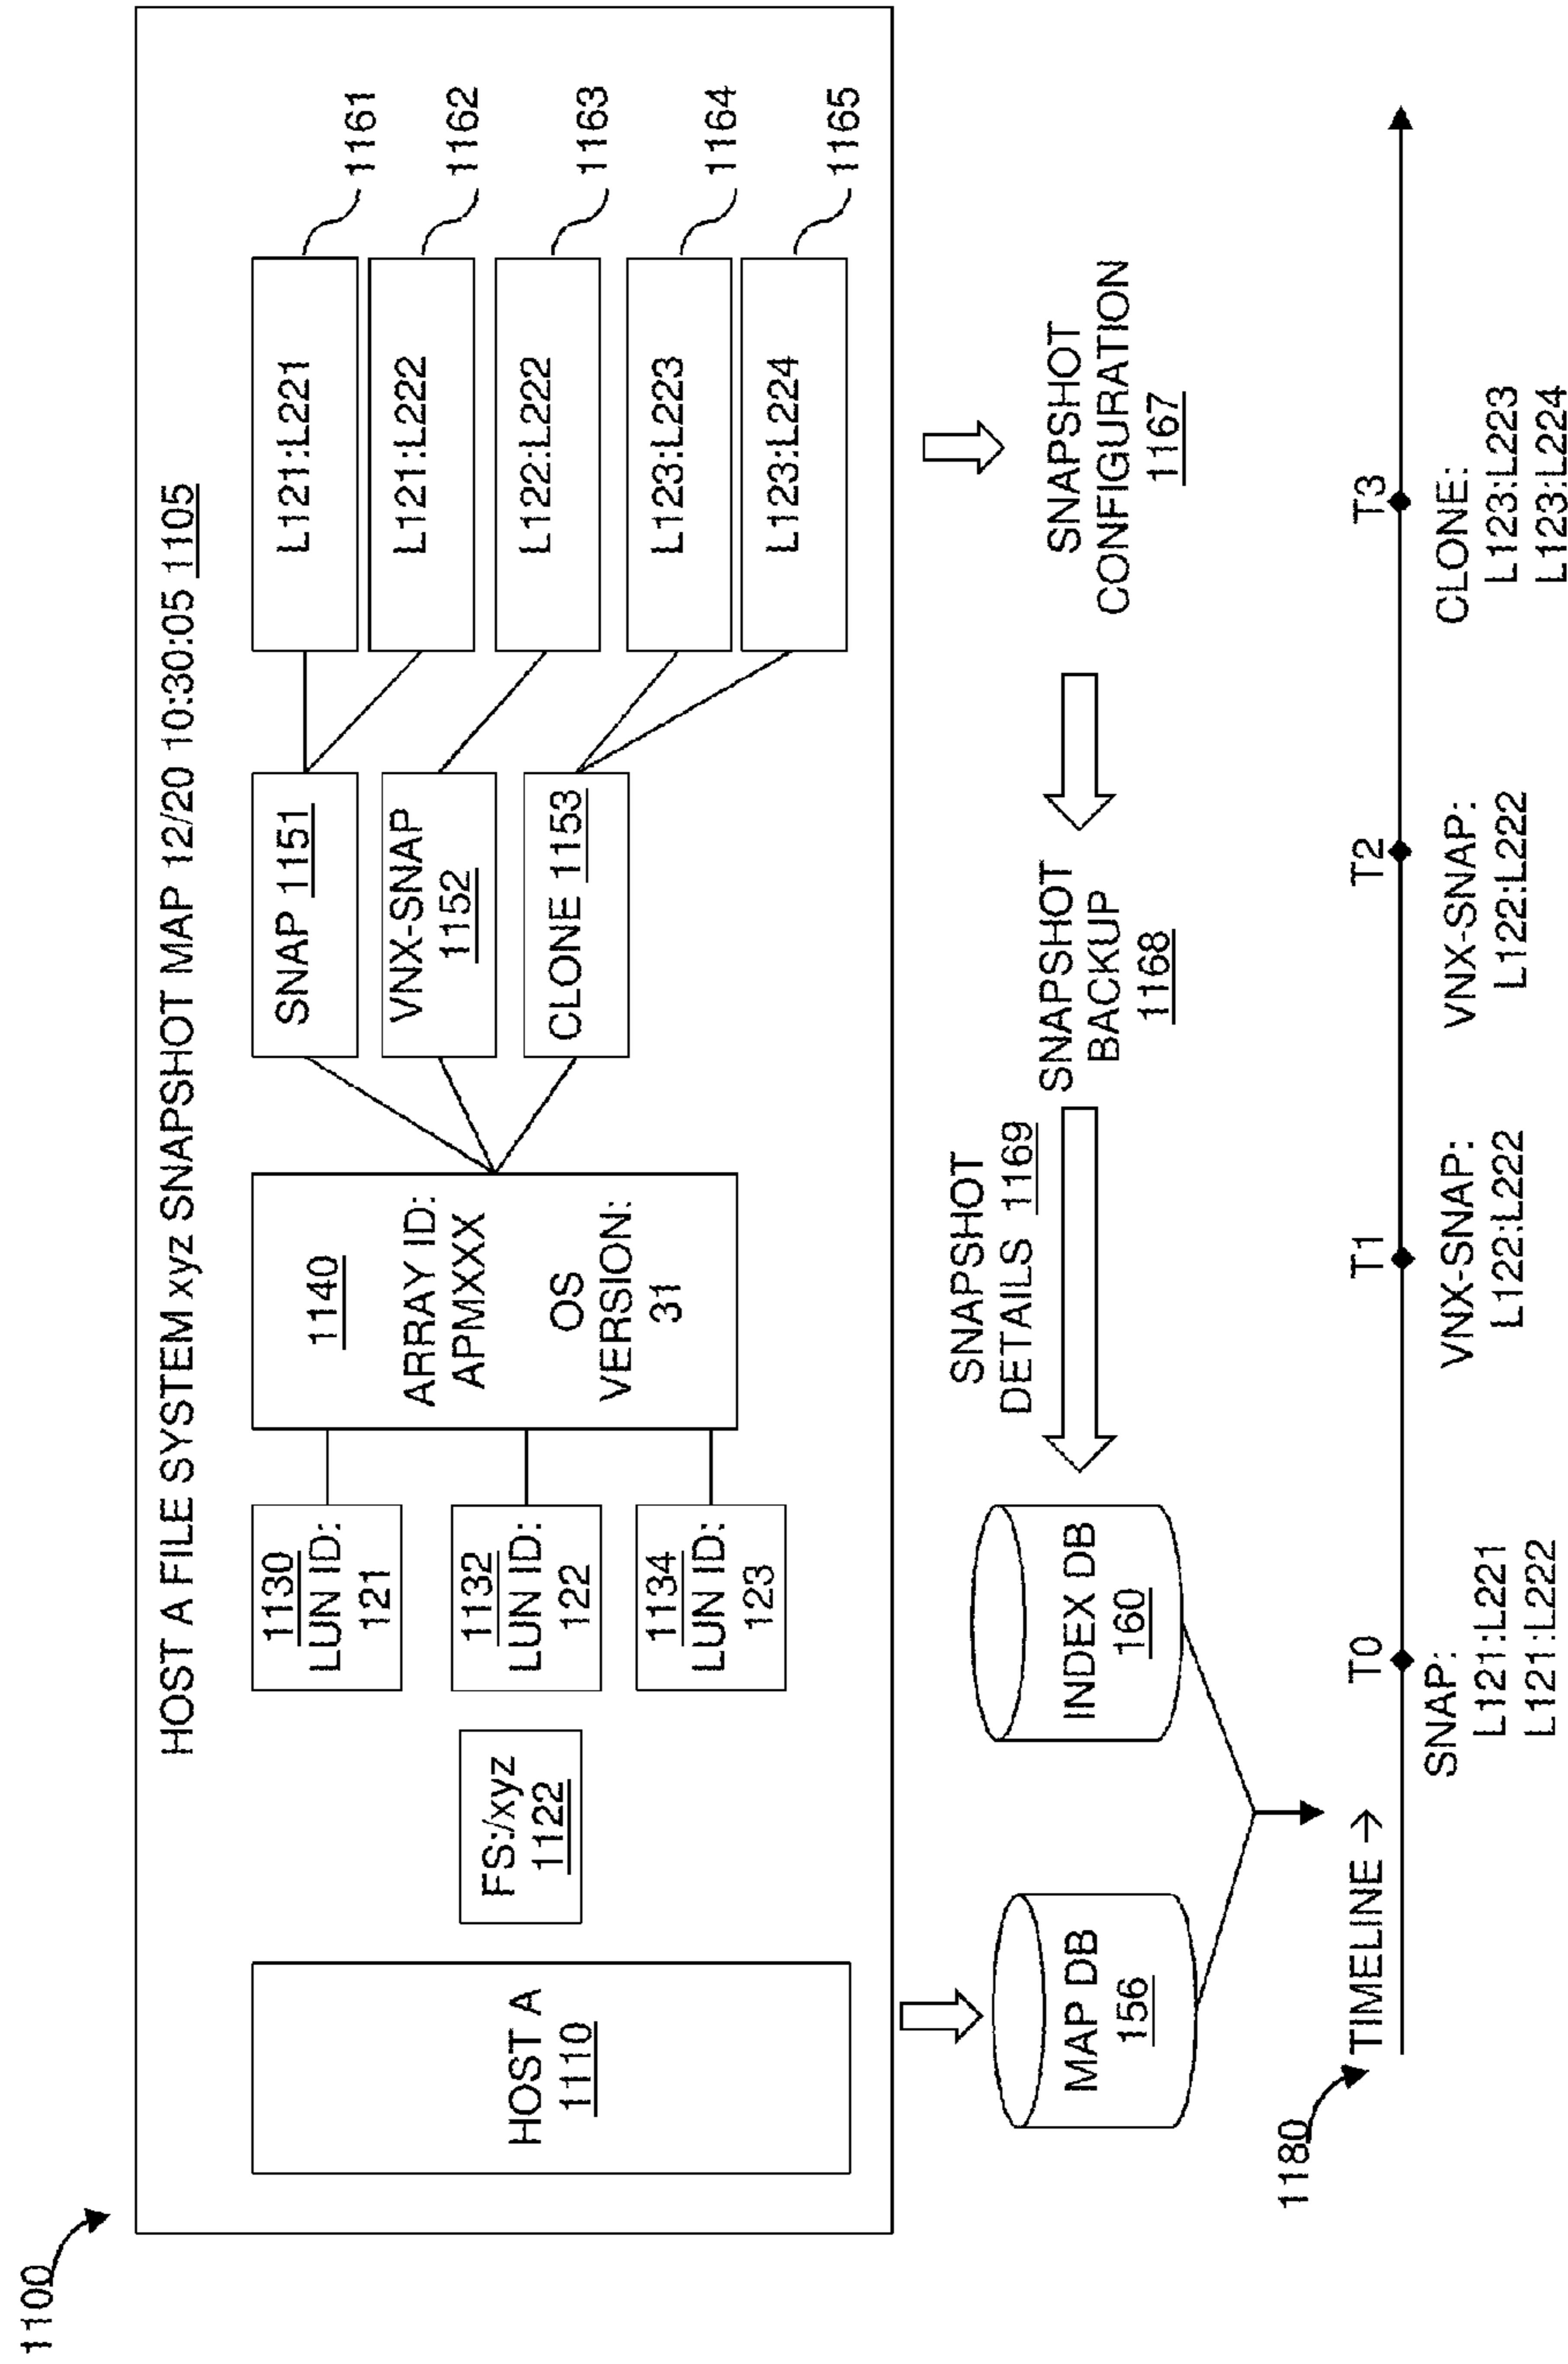 1100
HOST A FILE SYSTEM xyz SNAPSHOT MAP 12/20 10:30:05 1105
HOST A
1110
FS:/xyz
1122
1130
LUN ID:
121
1132
LUN ID:
122
1134
LUN ID:
123
1140
ARRAY ID:
APMXXX
OS
VERSION:
31
SNAP 1151
VNX-SNAP
1152
CLONE 1153
L121:L221
L121:L222
L122:L222
L123:L223
L123:L224
1161
1162
1163
1164
1165
MAP DB
156
INDEX DB
160
SNAPSHOT
DETAILS 1169
SNAPSHOT
BACKUP
1168
SNAPSHOT
CONFIGURATION
1167
1180
TIMELINE →
T0
SNAP:
L121:L221
L121:L222
T1
VNX-SNAP:
L122:L222
T2
VNX-SNAP:
L122:L222
T3
CLONE:
L123:L223
L123:L224